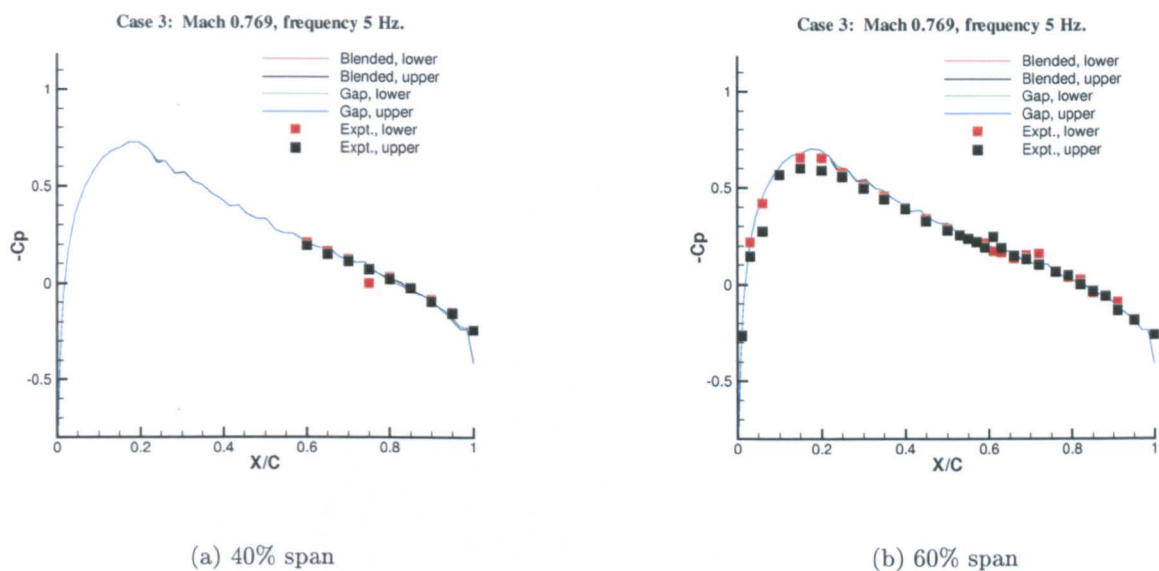 Case 3: Mach 0.769, frequency 5 Hz.
Blended, lower
Blended, upper
Gap, lower
Gap, upper
Expt., lower
Expt., upper
1
0.5
0
-0.5
-Cp
0
0.2
0.4
0.6
0.8
1
X/C
(a) 40% span
Case 3: Mach 0.769, frequency 5 Hz.
Blended, lower
Blended, upper
Gap, lower
Gap, upper
Expt., lower
Expt., upper
1
0.5
0
-0.5
-Cp
0
0.2
0.4
0.6
0.8
1
X/C
(b) 60% span